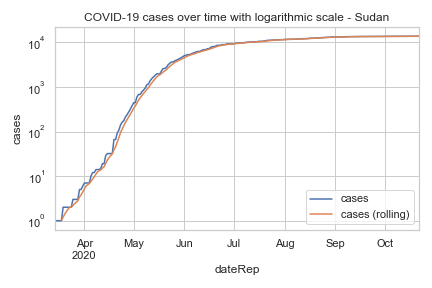 COVID-19 cases over time with logarithmic scale - Sudan
10⁴
10³
10²
10¹
10⁰
cases
cases
cases (rolling)
Apr
2020
May
Jun
Jul
Aug
Sep
Oct
dateRep